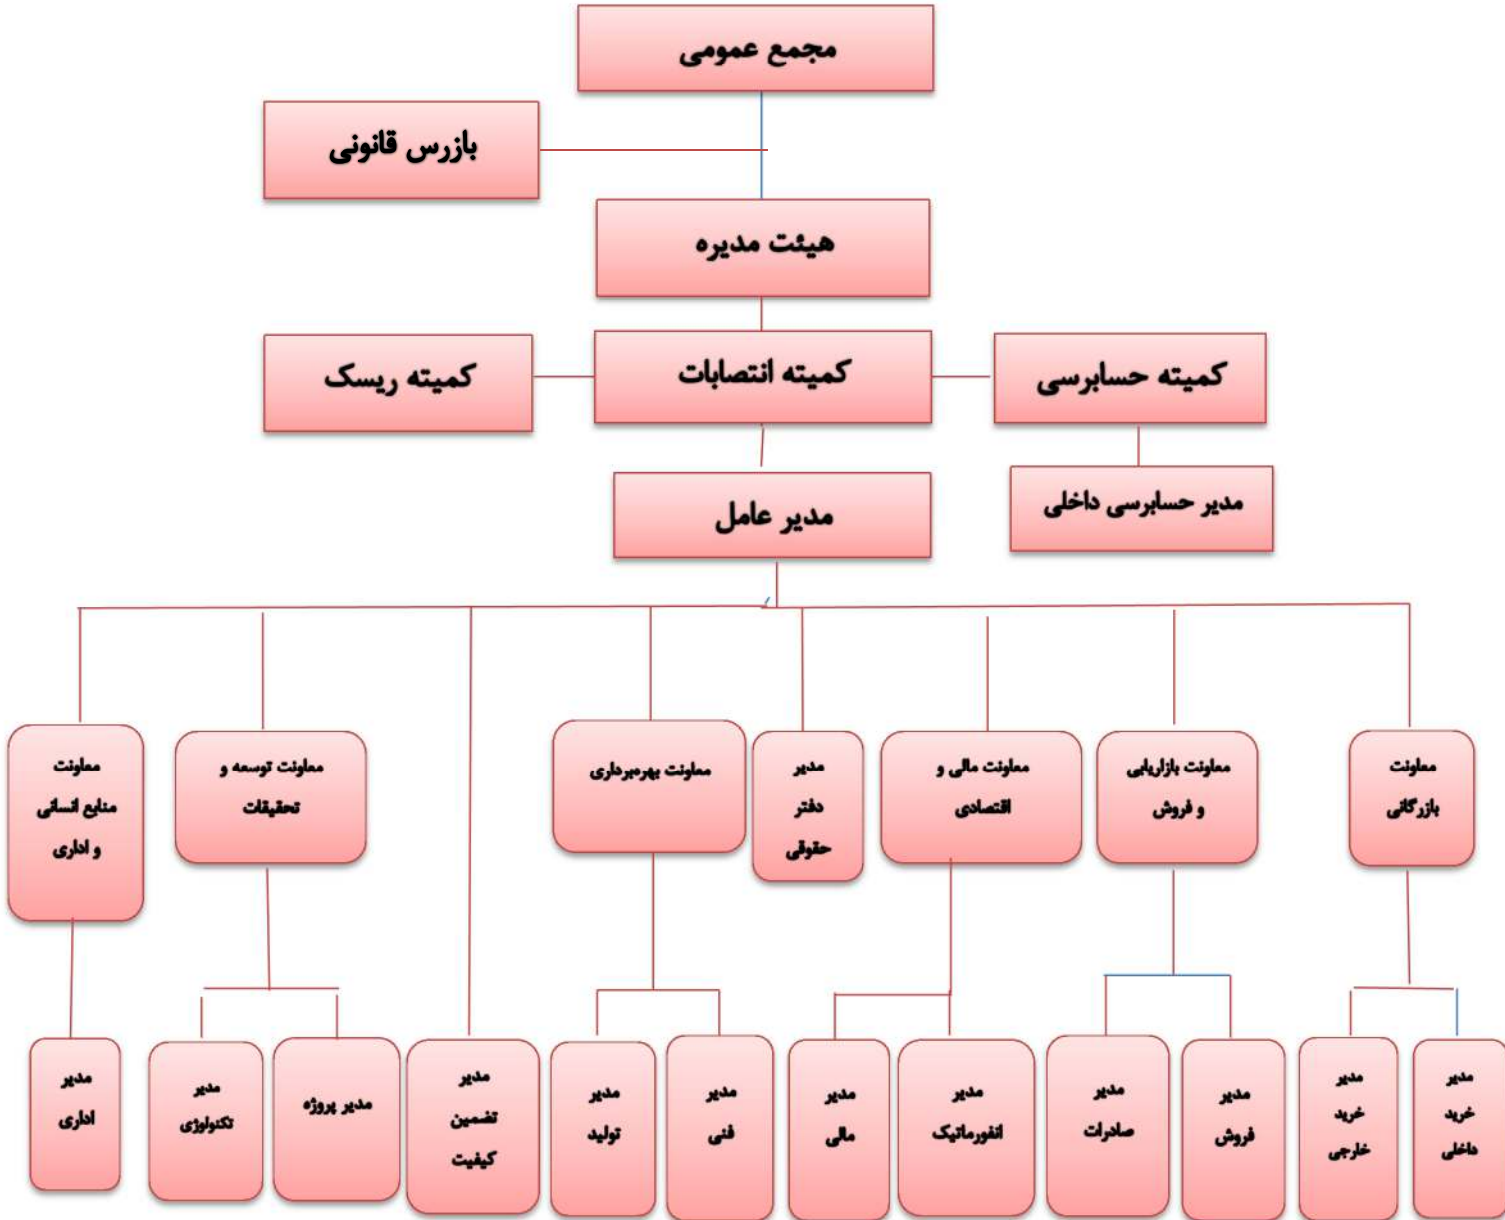 مجمع عمومی
بازرس قانونی
هیئت مدیره
کمیته حسابرسی
کمیته انتصابات
کمیته ریسک
مدیر حسابرسی داخلی
مدیر عامل
معاونت
بازرگانی
معاونت بازاریابی
و فروش
معاونت مالی و
اقتصادی
مدیر
دفتر
حقوقی
معاونت بهره‌برداری
معاونت توسعه و
تحقیقات
معاونت
منابع انسانی
و اداری
مدیر
خرید
داخلی
مدیر
خرید
خارجی
مدیر
فروش
مدیر
صادرات
مدیر
انفورماتیک
مدیر
مالی
مدیر
فنی
مدیر
تولید
مدیر
تضمین
کیفیت
مدیر پروژه
مدیر
تکنولوژی
مدیر
اداری